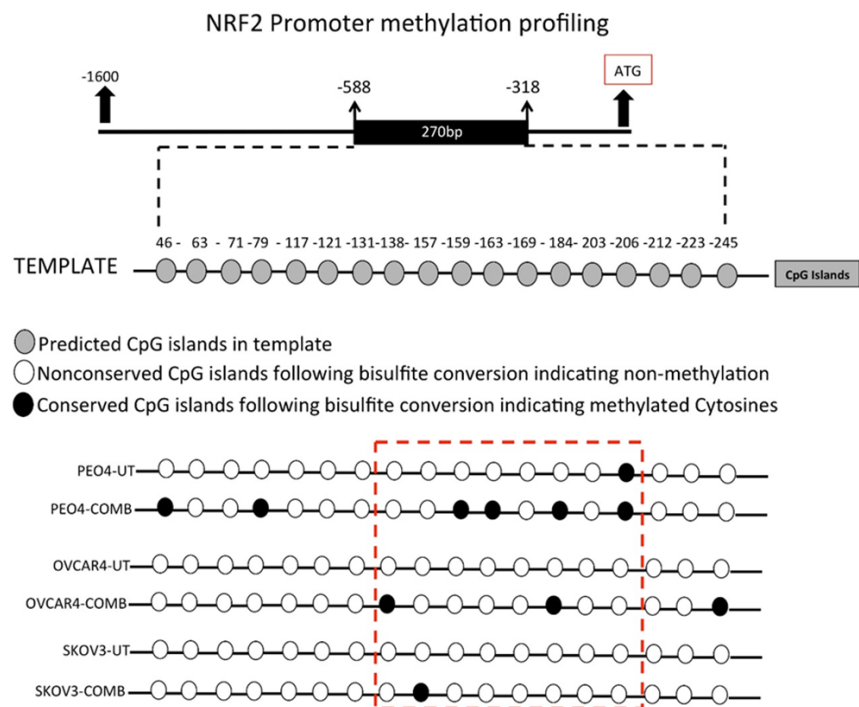 NRF2 Promoter methylation profiling
-1600
-588
-318
ATG
270bp
46 - 63 - 71 -79 - 117 -121 -131 -138 - 157 -159 -163 -169 - 184 - 203 -206 -212 -223 -245
TEMPLATE
CpG Islands
Predicted CpG islands in template
Nonconserved CpG islands following bisulfite conversion indicating non-methylation
Conserved CpG islands following bisulfite conversion indicating methylated Cytosines
PEO4-UT
PEO4-COMB
OVCAR4-UT
OVCAR4-COMB
SKOV3-UT
SKOV3-COMB